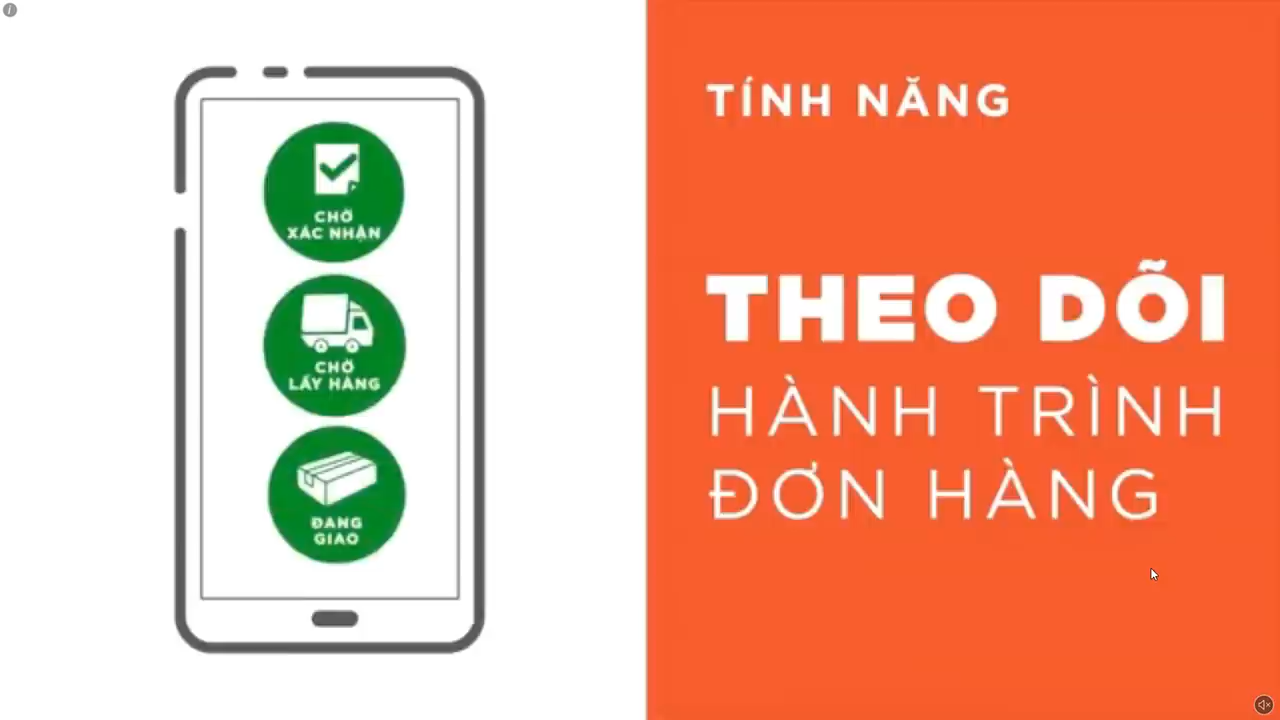 CHỜ
XÁC NHẬN
CHỜ
LẤY HÀNG
ĐANG
GIAO
TÍNH NĂNG
THEO DÕI
HÀNH TRÌNH
ĐƠN HÀNG